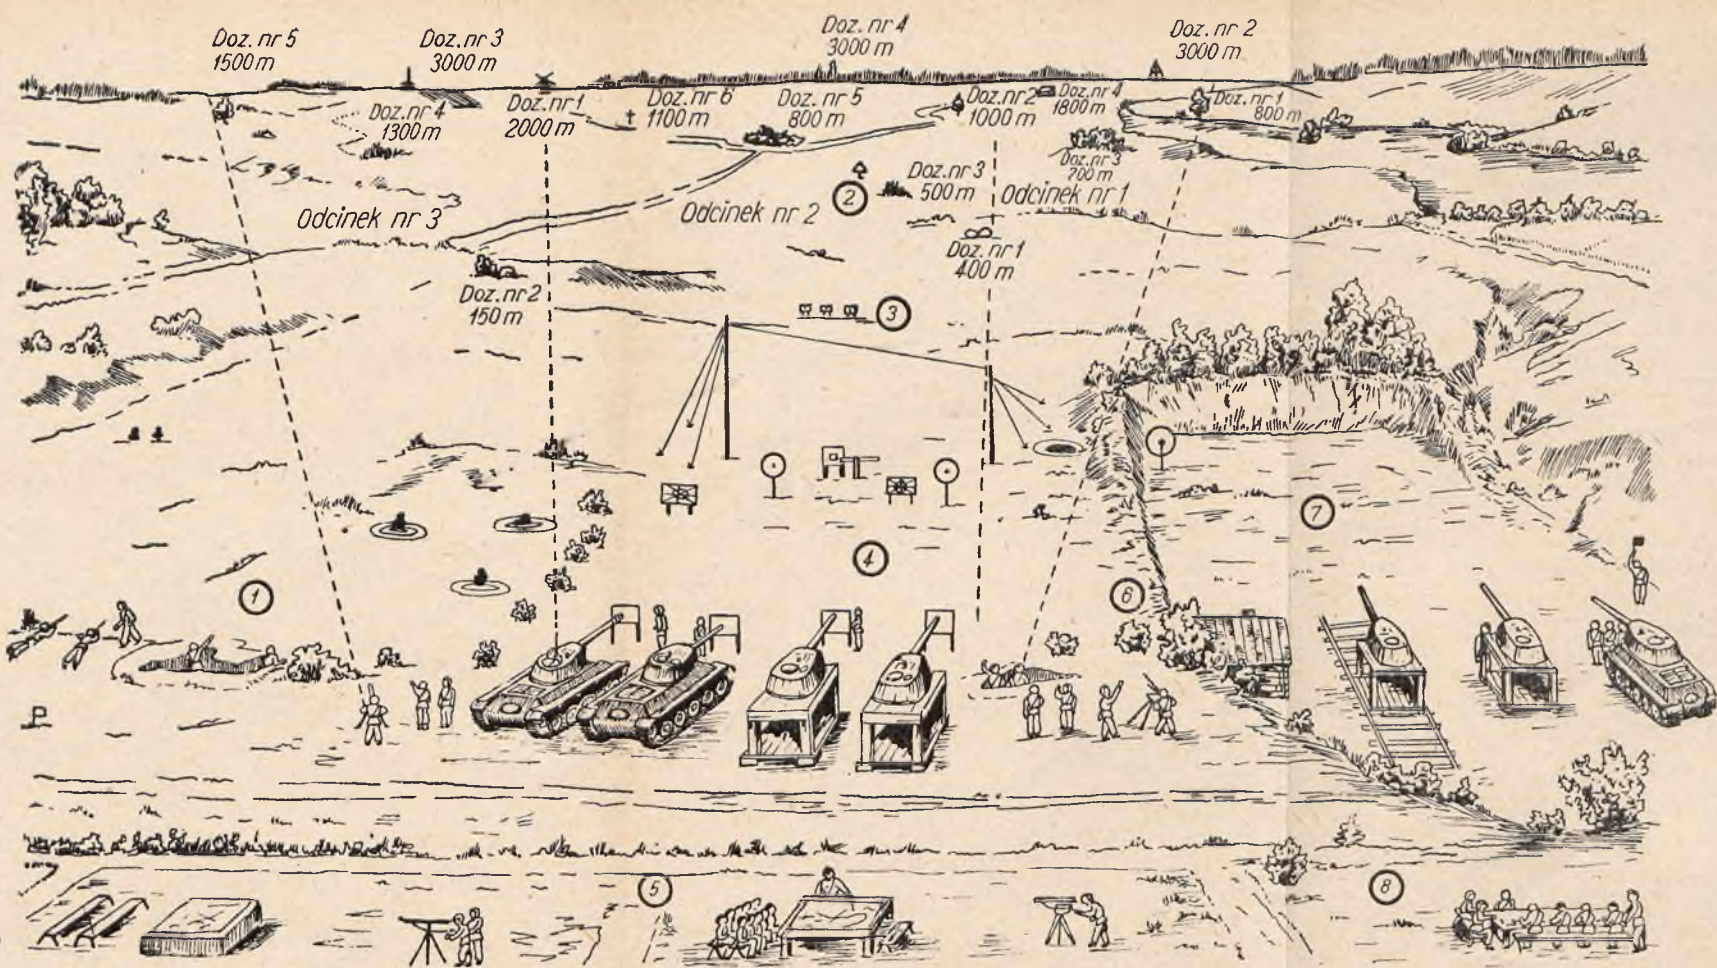 Doz. nr 5
1500 m
Doz. nr 3
3000 m
Doz. nr 4
3000 m
Doz. nr 2
3000 m
Doz. nr 4
1300 m
Doz. nr 1
2000 m
Doz. nr 6
1100 m
Doz. nr 5
800 m
Doz. nr 2
1000 m
Doz. nr 4
1800 m
Doz. nr 1
800 m
Doz. nr 3
700 m
Doz. nr 3
500 m
2
Odcinek nr 3
Odcinek nr 2
Odcinek nr 1
Doz. nr 1
400 m
Doz. nr 2
150 m
3
7
4
1
6
P
5
8